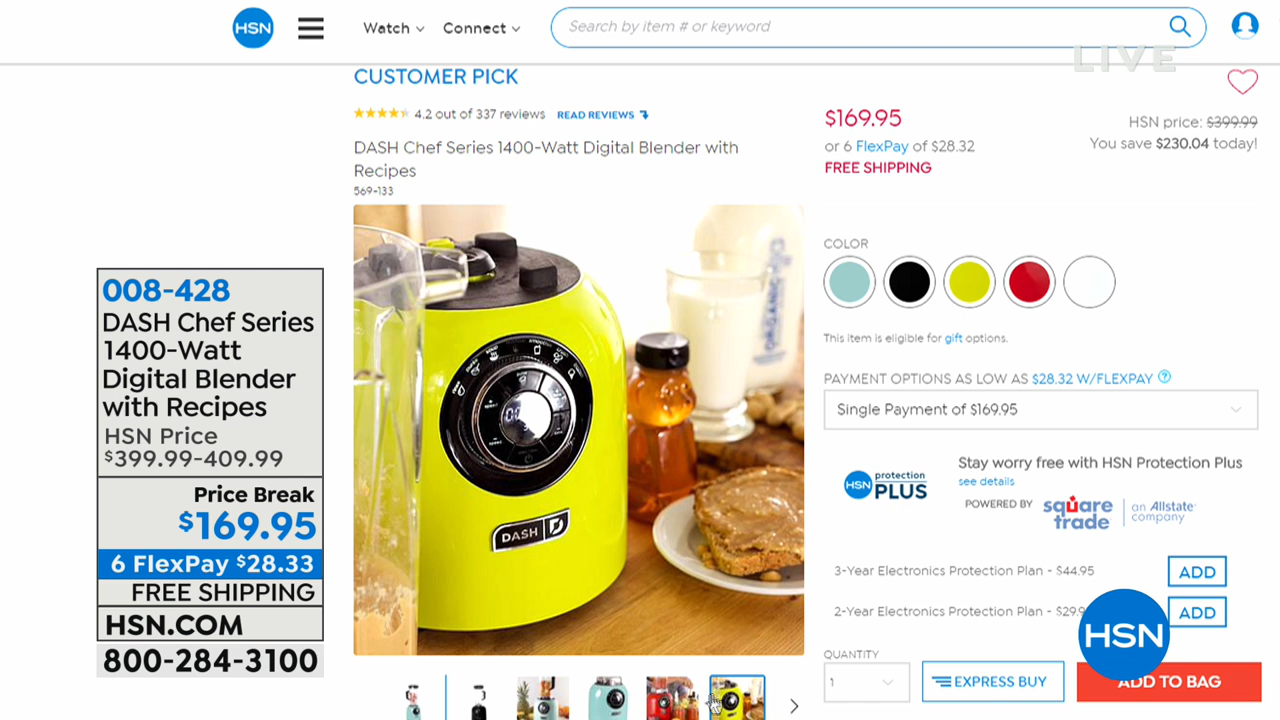 HSN
Watch
Connect
Search by item # or keyword
LIVE
CUSTOMER PICK
4.2 out of 337 reviews READ REVIEWS
DASH Chef Series 1400-Watt Digital Blender with
Recipes
569-133
$169.95
or 6 FlexPay of $28.32
FREE SHIPPING
HSN price: $399.99
You save $230.04 today!
COLOR
This item is eligible for gift options.
PAYMENT OPTIONS AS LOW AS $28.32 W/FLEXPAY ?
Single Payment of $169.95
HSN protection PLUS
Stay worry free with HSN Protection Plus
see details
POWERED BY square trade an Allstate company
3-Year Electronics Protection Plan - $44.95 ADD
2-Year Electronics Protection Plan - ADD
HSN
QUANTITY
1
EXPRESS BUY
ADD TO BAG
DASH D
ORGANIC
008-428
DASH Chef Series
1400-Watt
Digital Blender
with Recipes
HSN Price
$399.99-409.99
Price Break
$169.95
6 FlexPay $28.33
FREE SHIPPING
HSN.COM
800-284-3100